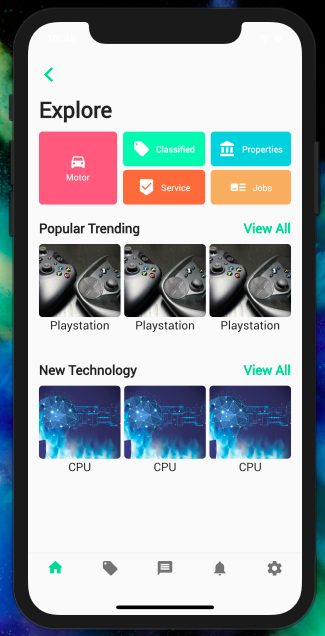 Explore
Motor
Classified
Properties
Service
Jobs
Popular Trending View All
Playstation Playstation Playstation
New Technology View All
CPU CPU CPU